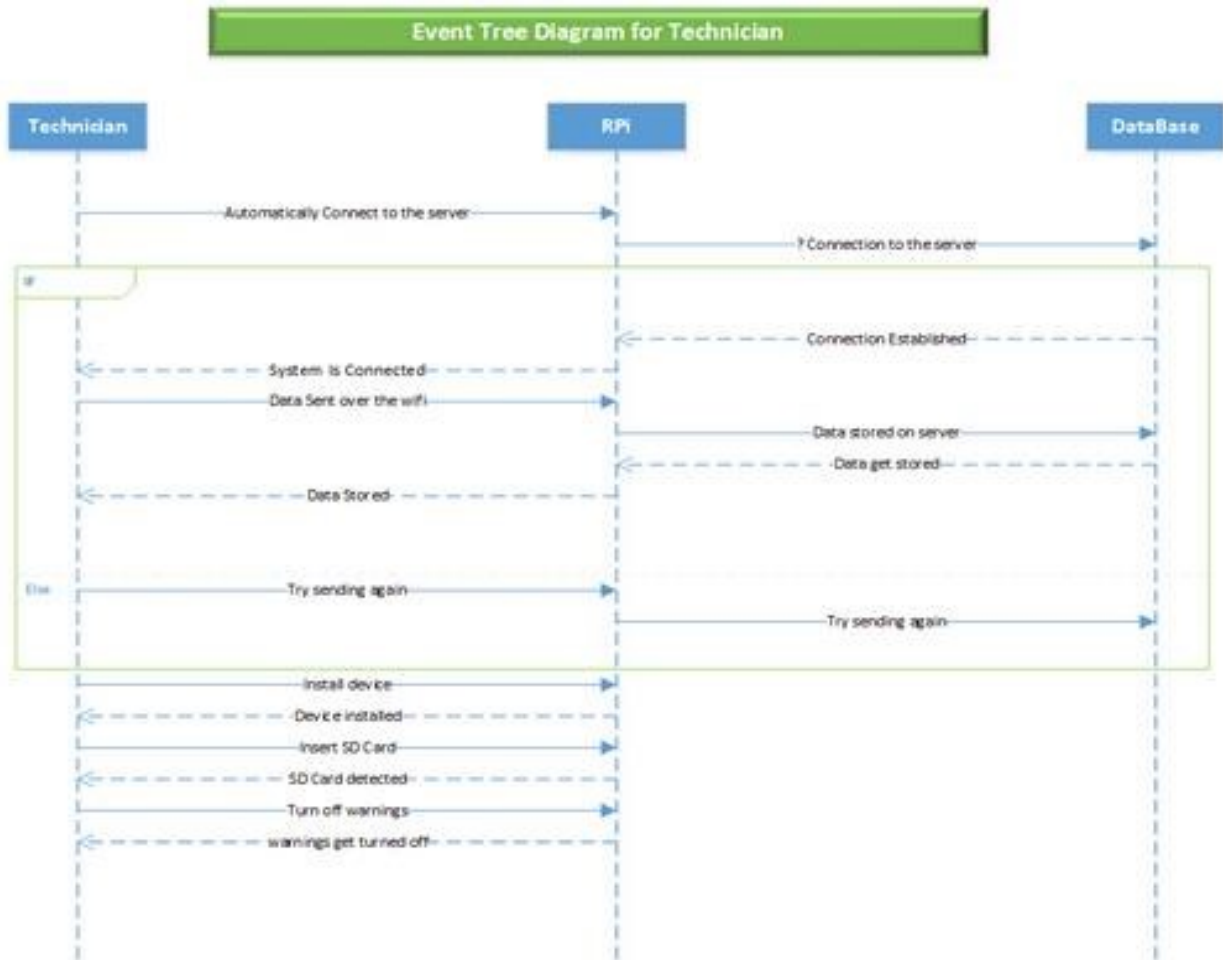 Event Tree Diagram for Technician
Technician
RPi
DataBase
Automatically Connect to the server
? Connection to the server
If
Connection Established
System Is Connected
Data Sent over the wifi
Data stored on server
Data get stored
Data Stored
Else
Try sending again
Try sending again
Install device
Device installed
Insert SD Card
SD Card detected
Turn off warnings
warnings get turned off